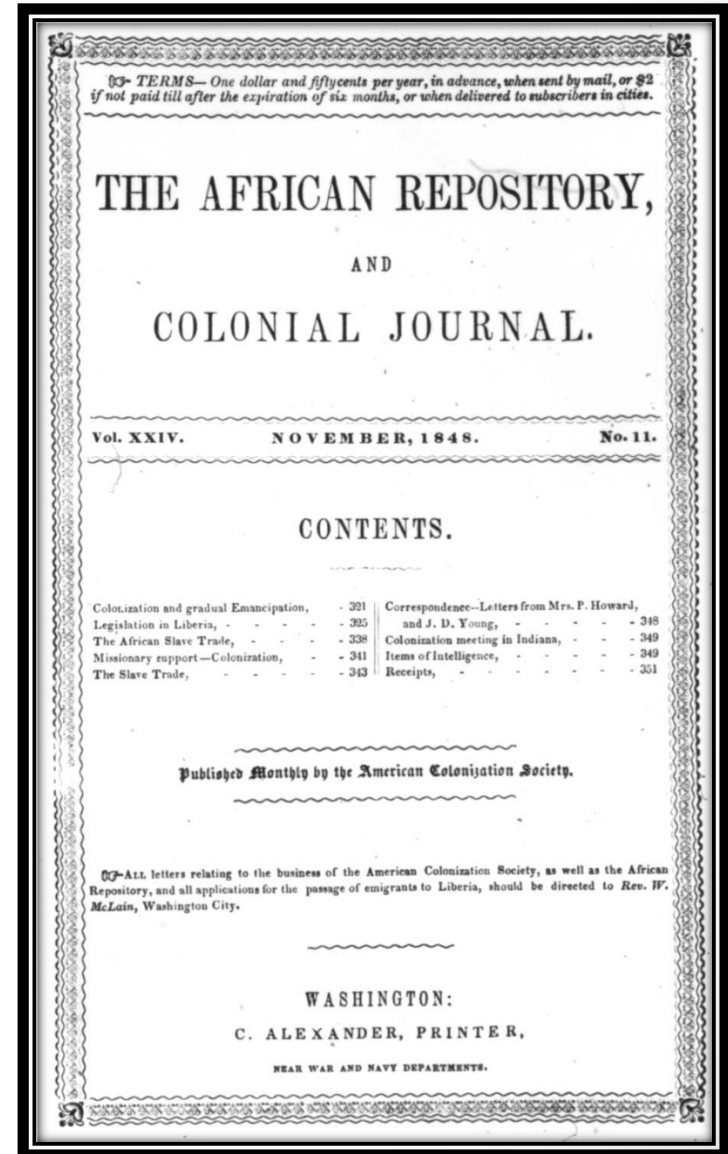 TERMS— One dollar and fifty cents per year, in advance, when sent by mail, or $2
if not paid till after the expiration of six months, or when delivered to subscribers in cities.
THE AFRICAN REPOSITORY,
AND
COLONIAL JOURNAL.
Vol. XXIV. NOVEMBER, 1848. No. 11.
CONTENTS.
Colonization and gradual Emancipation, - 321
Legislation in Liberia, - - - - - 325
The African Slave Trade, - - - - 338
Missionary support—Colonization, - - 341
The Slave Trade, - - - - - 343
Correspondence—Letters from Mrs. P. Howard,
and J. D. Young, - - - - - 348
Colonization meeting in Indiana, - - - 349
Items of Intelligence, - - - - - 349
Receipts, - - - - - - - 351
Published Monthly by the American Colonization Society.
ALL letters relating to the business of the American Colonization Society, as well as the African
Repository, and all applications for the passage of emigrants to Liberia, should be directed to Rev. W.
McLain, Washington City.
WASHINGTON:
C. ALEXANDER, PRINTER,
NEAR WAR AND NAVY DEPARTMENTS.